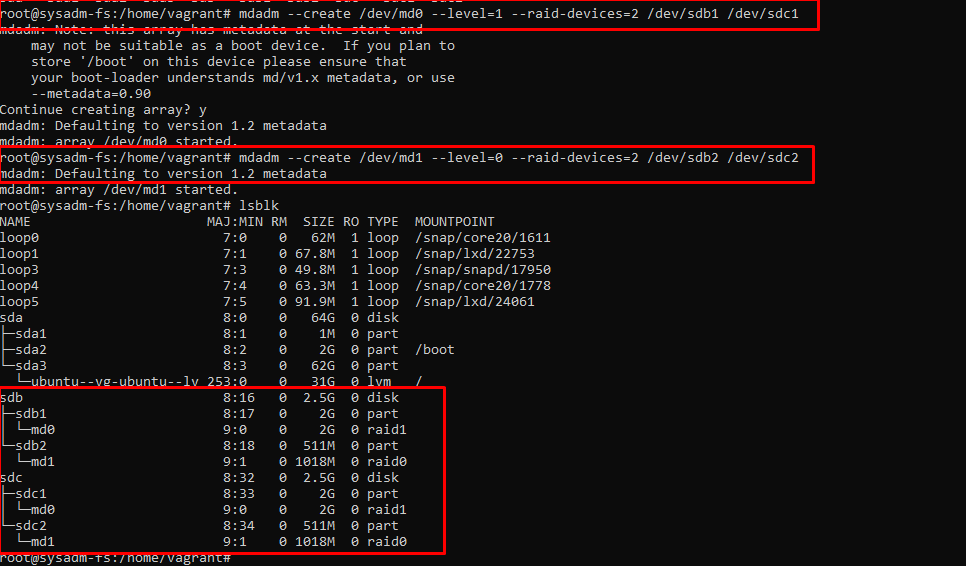 root@sysadm-fs:/home/vagrant# mdadm --create /dev/md0 --level=1 --raid-devices=2 /dev/sdb1 /dev/sdc1
mdadm: Note: this array has metadata at the start and
    may not be suitable as a boot device.  If you plan to
    store '/boot' on this device please ensure that
    your boot-loader understands md/v1.x metadata, or use
    --metadata=0.90
Continue creating array? y
mdadm: Defaulting to version 1.2 metadata
mdadm: array /dev/md0 started.
root@sysadm-fs:/home/vagrant# mdadm --create /dev/md1 --level=0 --raid-devices=2 /dev/sdb2 /dev/sdc2
mdadm: Defaulting to version 1.2 metadata
mdadm: array /dev/md1 started.
root@sysadm-fs:/home/vagrant# lsblk
NAME                      MAJ:MIN RM  SIZE RO TYPE  MOUNTPOINT
loop0                       7:0    0   62M  1 loop  /snap/core20/1611
loop1                       7:1    0 67.8M  1 loop  /snap/lxd/22753
loop3                       7:3    0 49.8M  1 loop  /snap/snapd/17950
loop4                       7:4    0 63.3M  1 loop  /snap/core20/1778
loop5                       7:5    0 91.9M  1 loop  /snap/lxd/24061
sda                         8:0    0   64G  0 disk
├─sda1                      8:1    0    1M  0 part
├─sda2                      8:2    0    2G  0 part  /boot
└─sda3                      8:3    0   62G  0 part
  └─ubuntu--vg-ubuntu--lv 253:0    0   31G  0 lvm   /
sdb                         8:16   0  2.5G  0 disk
├─sdb1                      8:17   0    2G  0 part
│ └─md0                     9:0    0    2G  0 raid1
└─sdb2                      8:18   0  511M  0 part
  └─md1                     9:1    0 1018M  0 raid0
sdc                         8:32   0  2.5G  0 disk
├─sdc1                      8:33   0    2G  0 part
│ └─md0                     9:0    0    2G  0 raid1
└─sdc2                      8:34   0  511M  0 part
  └─md1                     9:1    0 1018M  0 raid0
root@sysadm-fs:/home/vagrant#